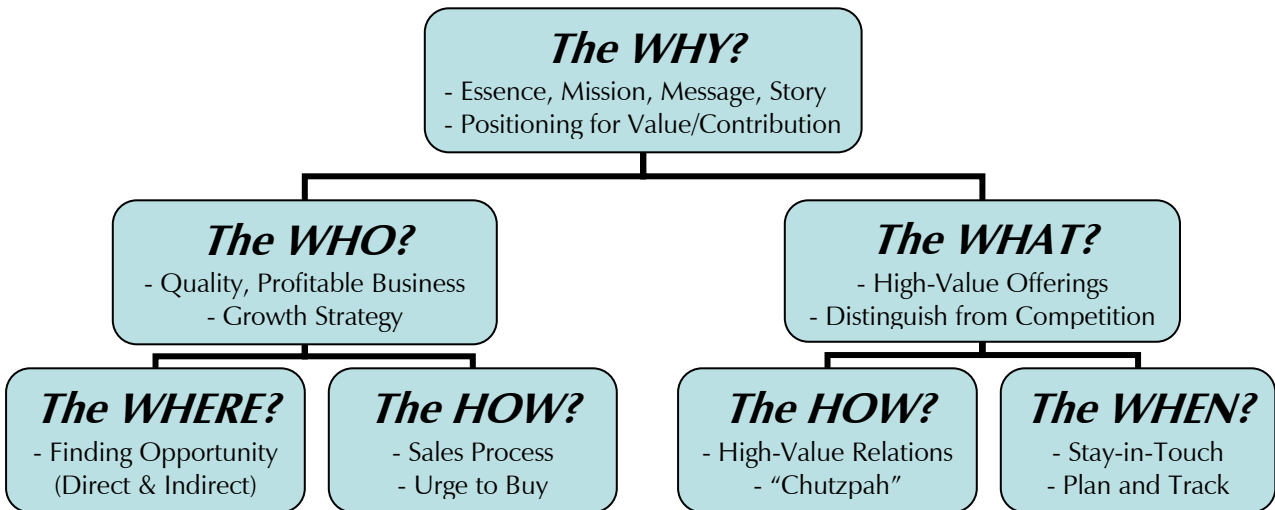 The WHY?
- Essence, Mission, Message, Story
- Positioning for Value/Contribution
The WHO?
- Quality, Profitable Business
- Growth Strategy
The WHAT?
- High-Value Offerings
- Distinguish from Competition
The WHERE?
- Finding Opportunity
(Direct & Indirect)
The HOW?
- Sales Process
- Urge to Buy
The HOW?
- High-Value Relations
- “Chutzpah”
The WHEN?
- Stay-in-Touch
- Plan and Track